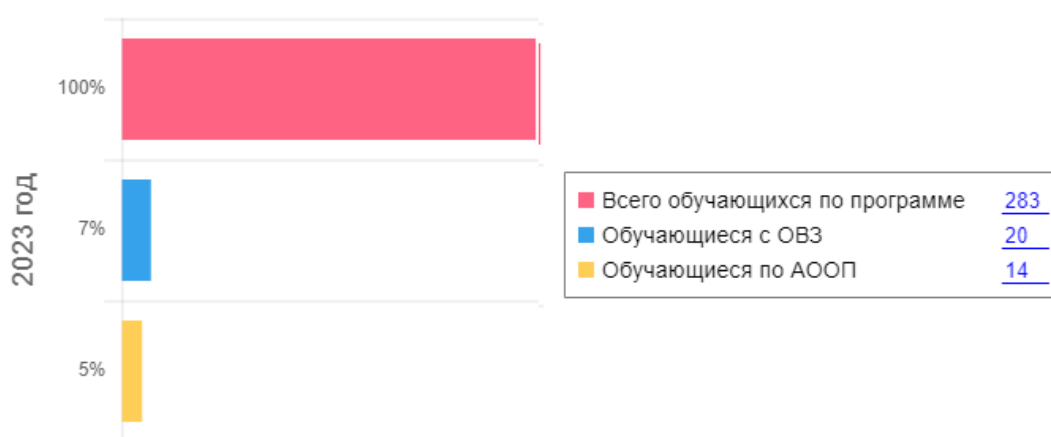 100%
2023 год
7%
5%
Всего обучающихся по программе 283
Обучающиеся с ОВЗ 20
Обучающиеся по АООП 14